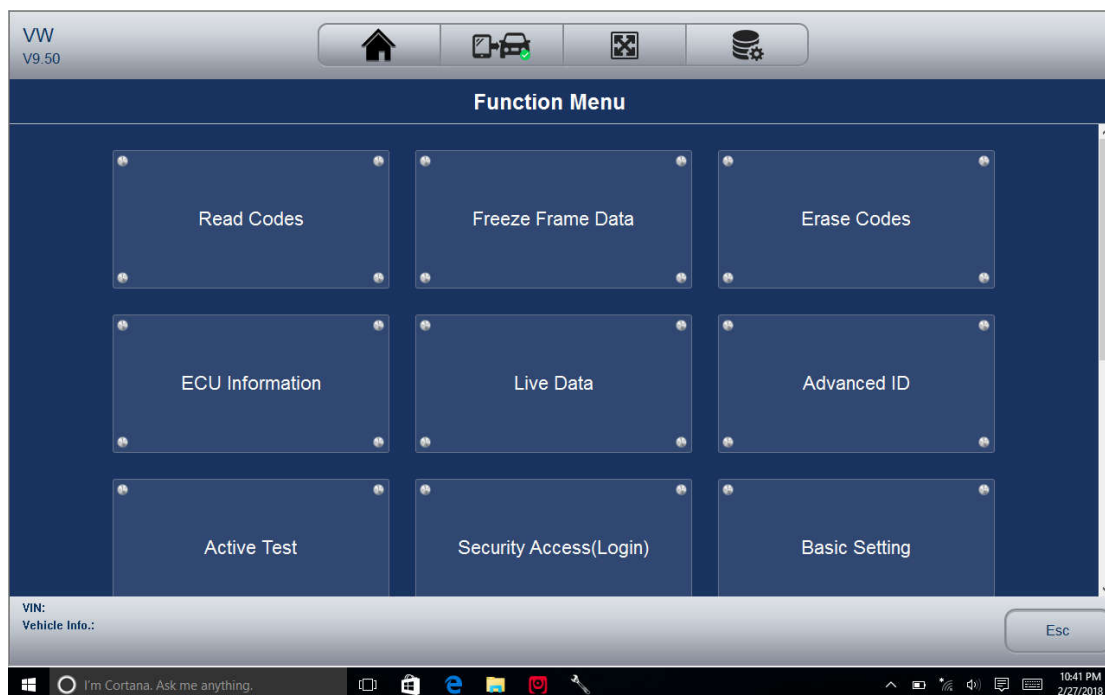 VW
V9.50
Function Menu
Read Codes
Freeze Frame Data
Erase Codes
ECU Information
Live Data
Advanced ID
Active Test
Security Access(Login)
Basic Setting
VIN:
Vehicle Info.:
Esc
I'm Cortana. Ask me anything.
10:41 PM
2/27/2018